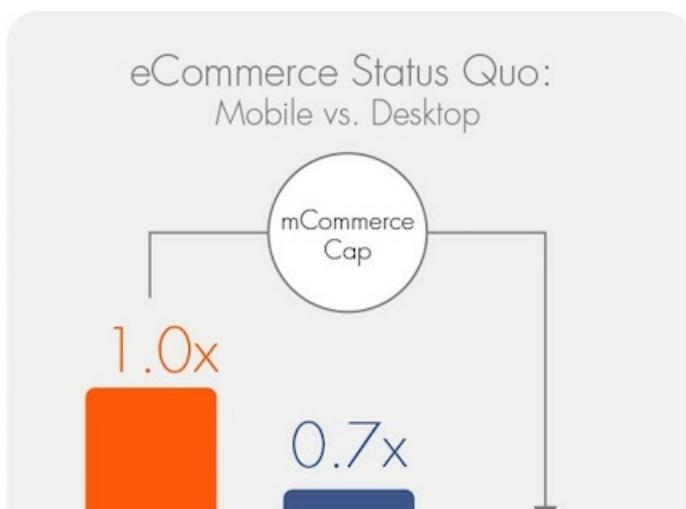 eCommerce Status Quo:
Mobile vs. Desktop
mCommerce
Cap
1.0x
0.7x